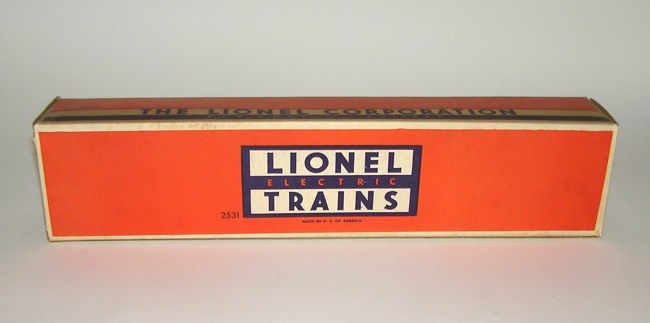 THE LIONEL CORPORATION
LIONEL
ELECTRIC
TRAINS
2531
MADE IN U. S. OF AMERICA